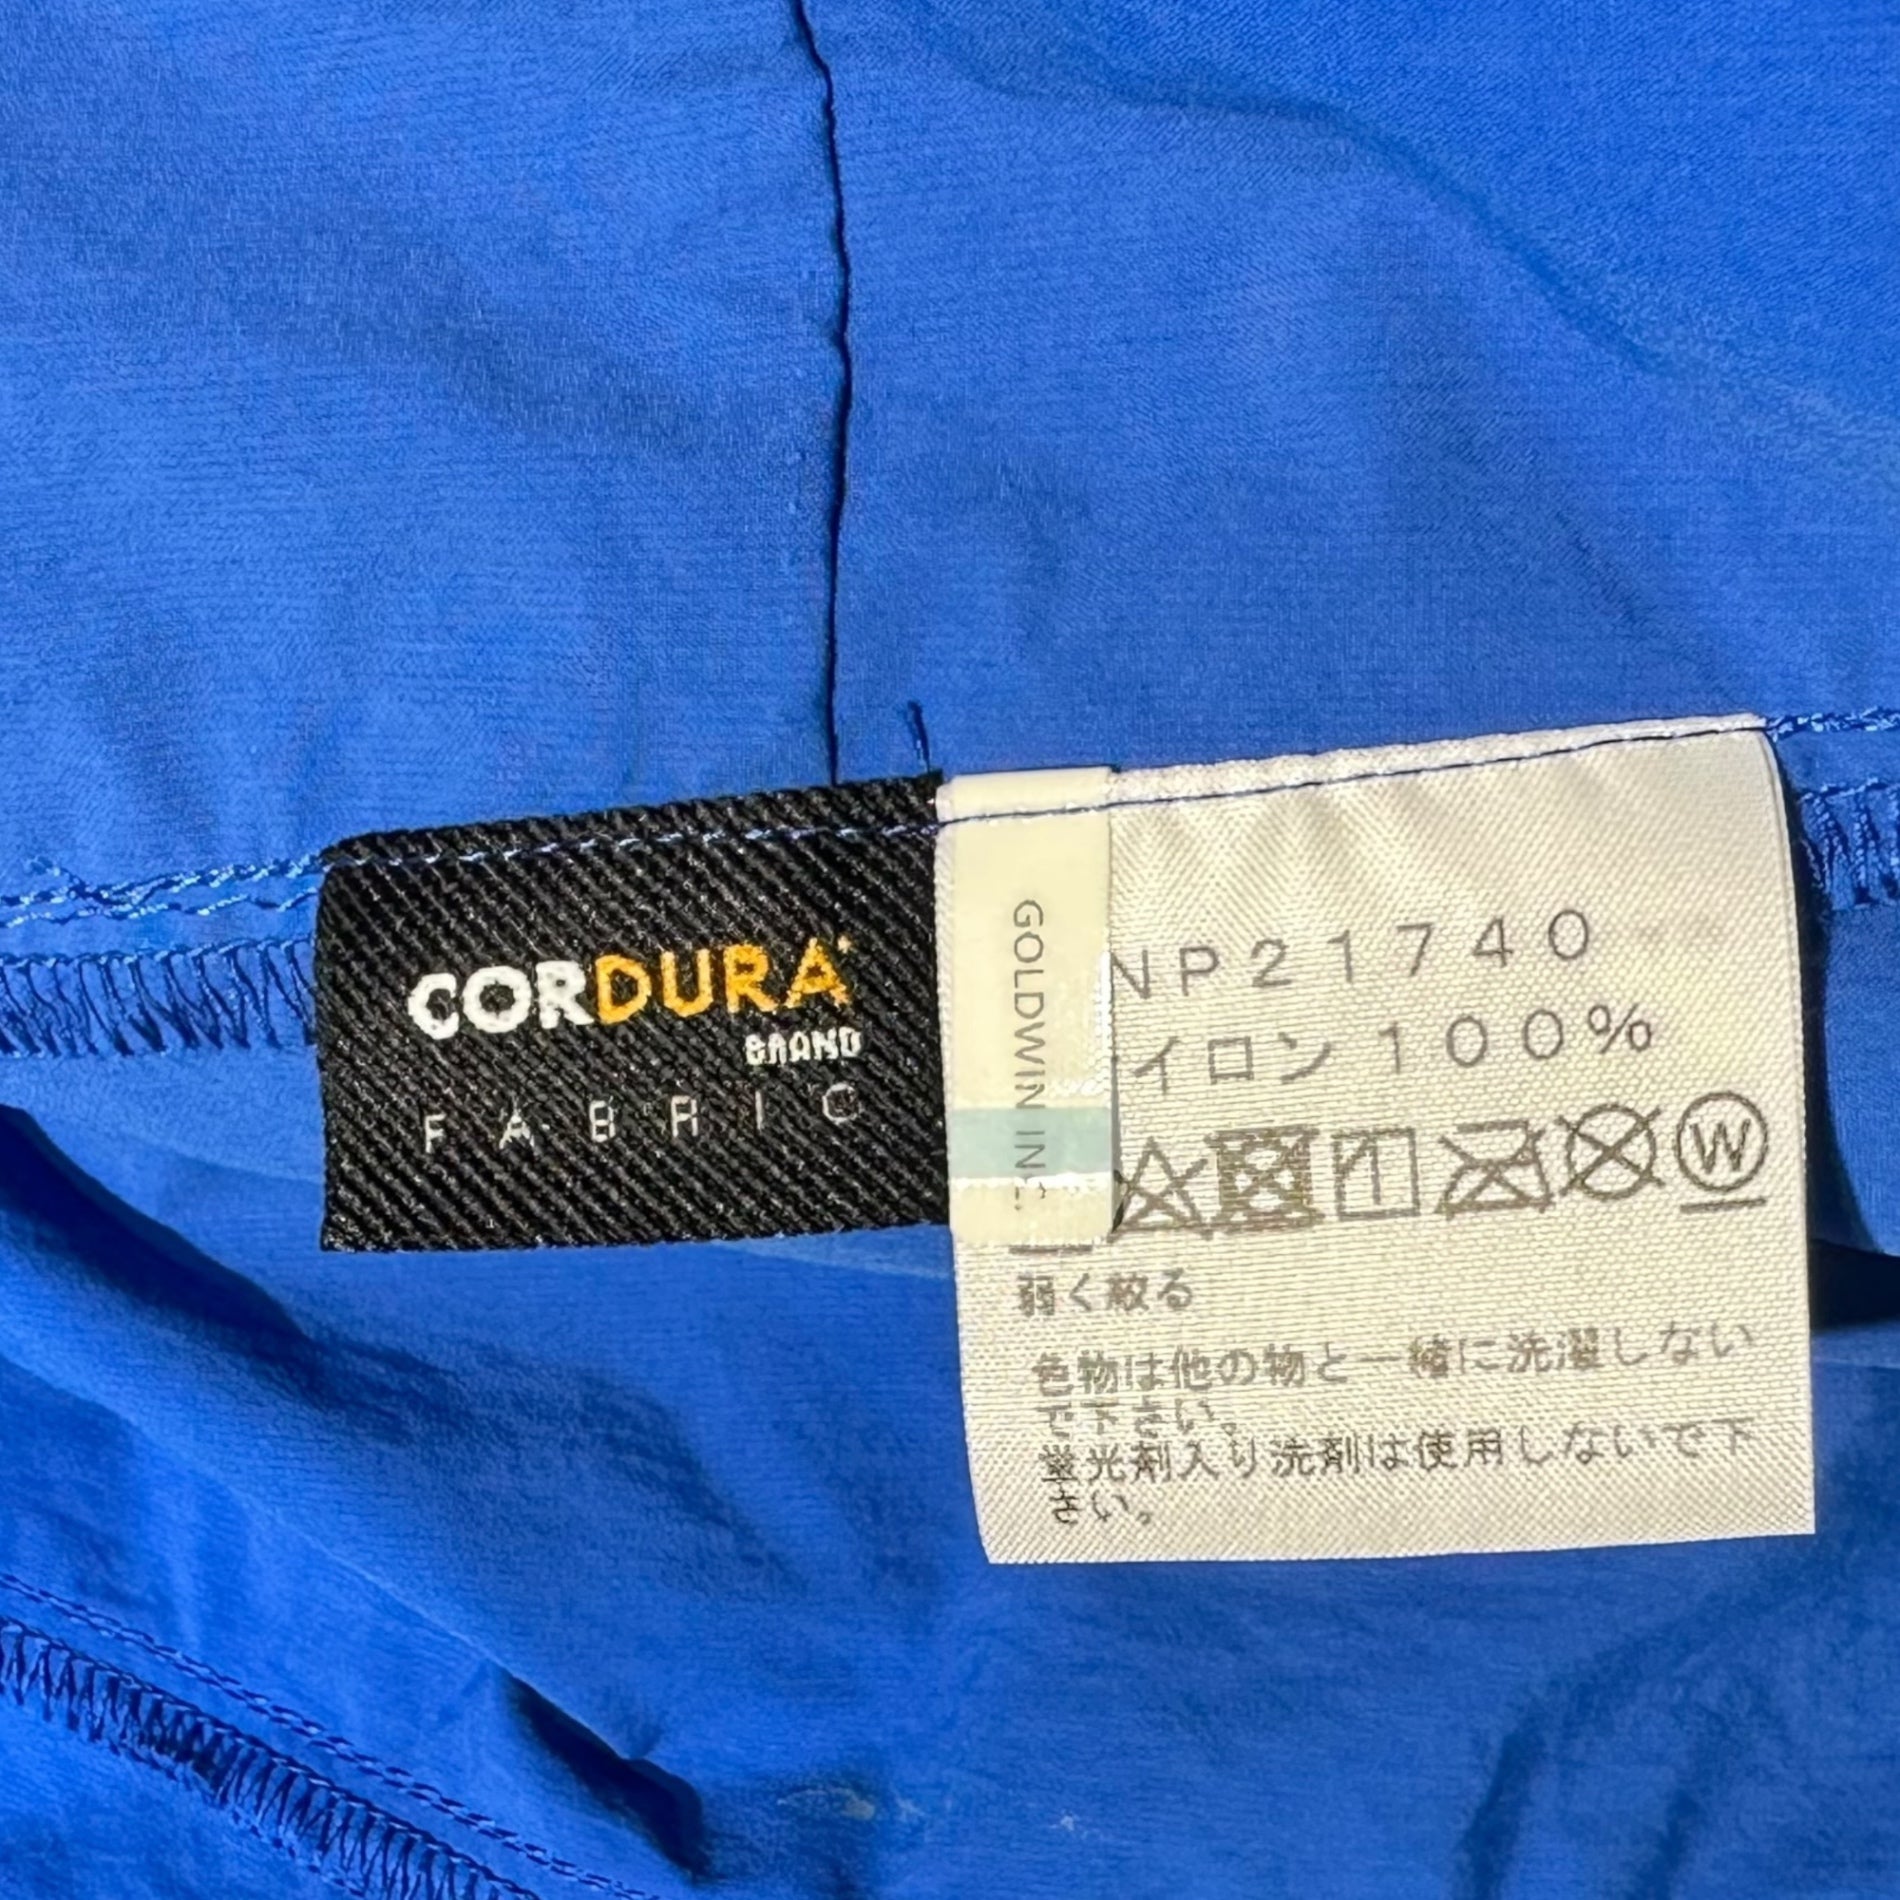 CORDURA
BRAND
FABRIC
GOLDWIN INC.
NP21740
イロン100%
W
弱く絞る
色物は他の物と一緒に洗濯しない
で下さい。
蛍光剤入り洗剤は使用しないで下
さい。